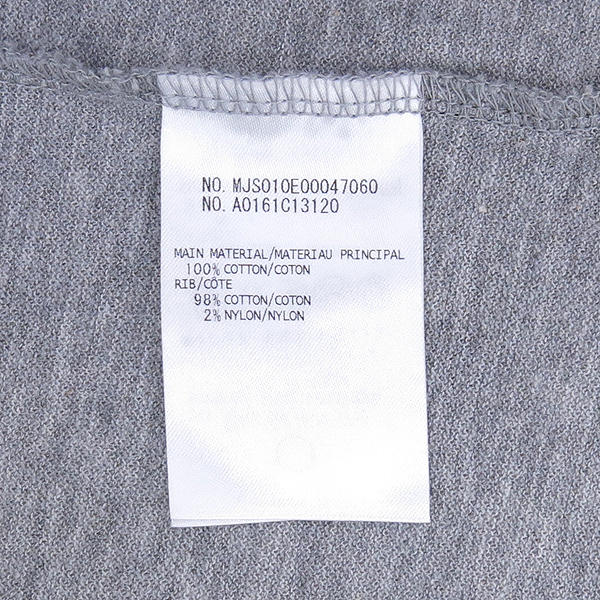 NO. MJS010E00047060
NO. A0161C13120
MAIN MATERIAL/MATERIAU PRINCIPAL
100% COTTON/COTON
RIB/CÔTE
98% COTTON/COTON
2% NYLON/NYLON